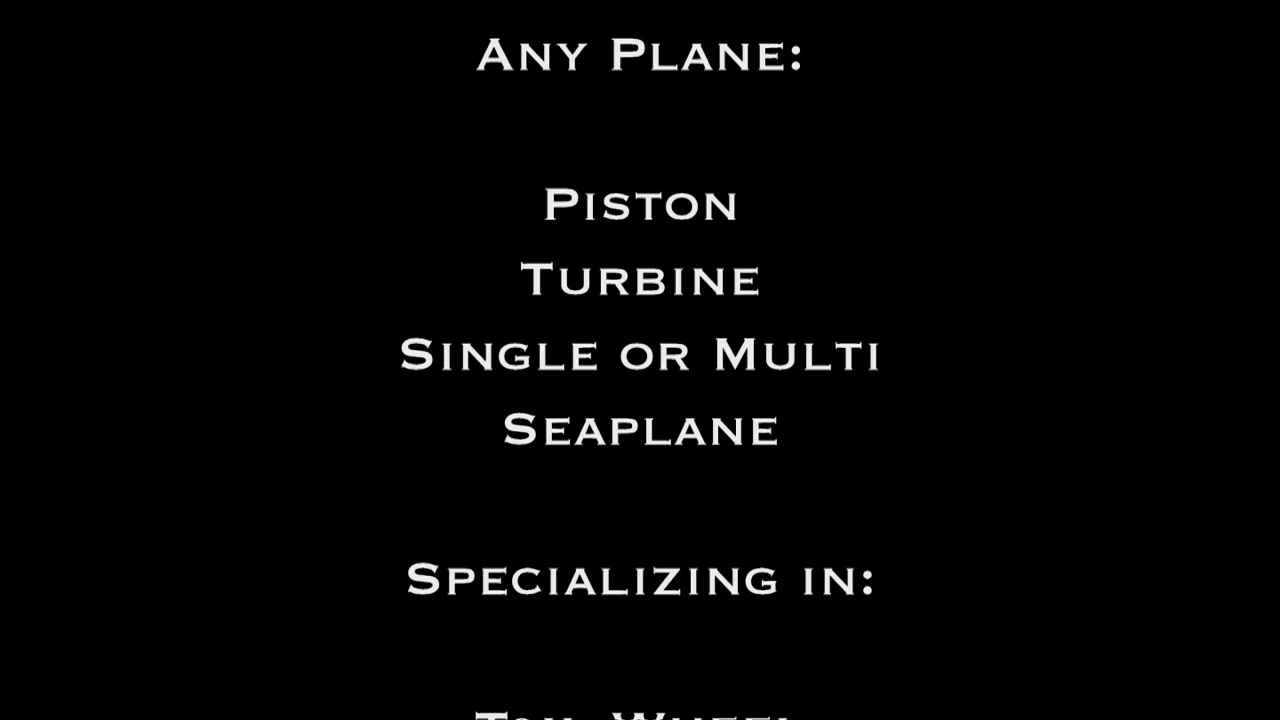 Any Plane:
Piston
Turbine
Single or Multi
Seaplane
Specializing in: